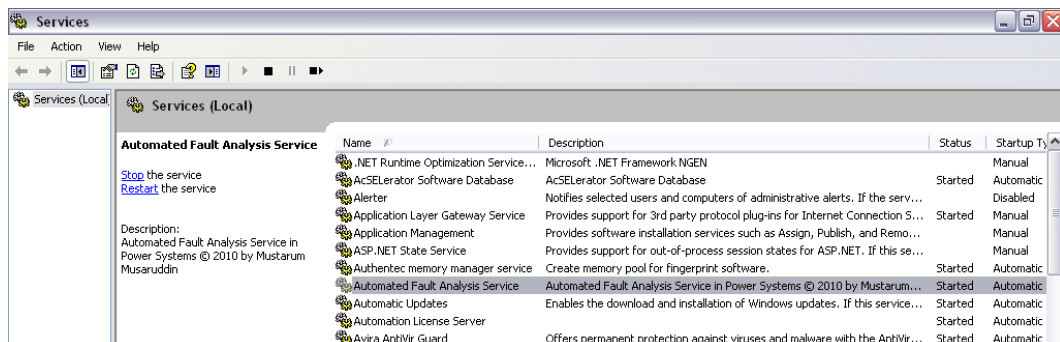 Services
File Action View Help
Services (Local
Services (Local)
Automated Fault Analysis Service
Stop the service
Restart the service
Description:
Automated Fault Analysis Service in
Power Systems © 2010 by Mustarum
Musaruddin
Name Description Status Startup Ty
.NET Runtime Optimization Service... Microsoft .NET Framework NGEN Manual
AcSELerator Software Database AcSELerator Software Database Started Automatic
Alerter Notifies selected users and computers of administrative alerts. If the serv... Disabled
Application Layer Gateway Service Provides support for 3rd party protocol plug-ins for Internet Connection S... Started Manual
Application Management Provides software installation services such as Assign, Publish, and Remo... Manual
ASP.NET State Service Provides support for out-of-process session states for ASP.NET. If this se... Manual
Authentec memory manager service Create memory pool for fingerprint software. Started Automatic
Automated Fault Analysis Service Automated Fault Analysis Service in Power Systems © 2010 by Mustarum... Started Automatic
Automatic Updates Enables the download and installation of Windows updates. If this service... Started Automatic
Automation License Server Started Automatic
Avira AntiVir Guard Offers permanent protection against viruses and malware with the AntiVir... Started Automatic